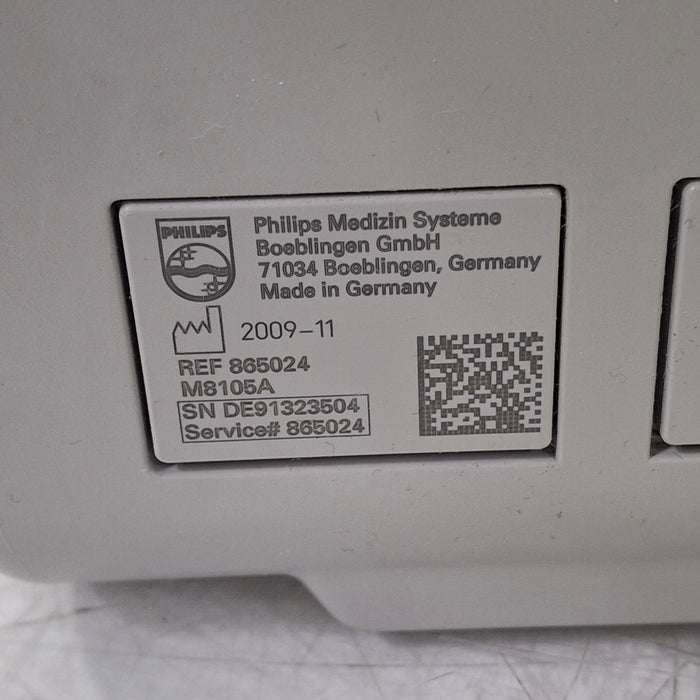 PHILIPS
Philips Medizin Systeme
Boeblingen GmbH
71034 Boeblingen, Germany
Made in Germany
2009-11
REF 865024
M8105A
SN DE91323504
Service# 865024